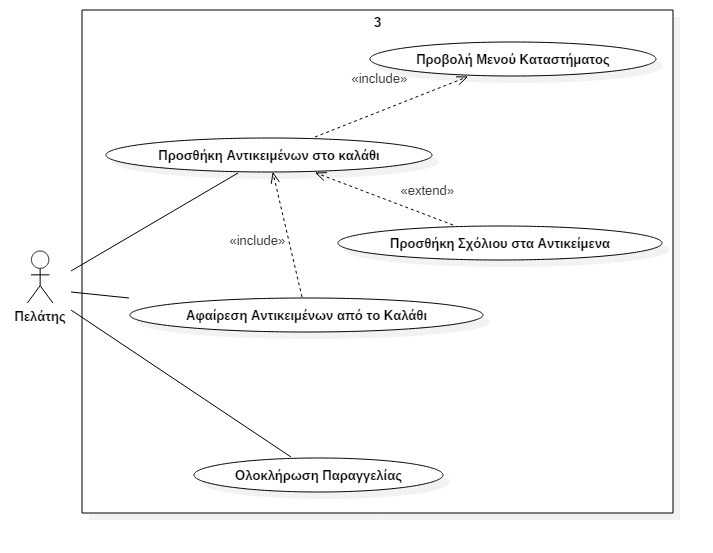 3
Προβολή Μενού Καταστήματος
«include»
Προσθήκη Αντικειμένων στο καλάθι
«extend»
Προσθήκη Σχόλιου στα Αντικείμενα
«include»
Πελάτης
Αφαίρεση Αντικειμένων από το Καλάθι
Ολοκλήρωση Παραγγελίας